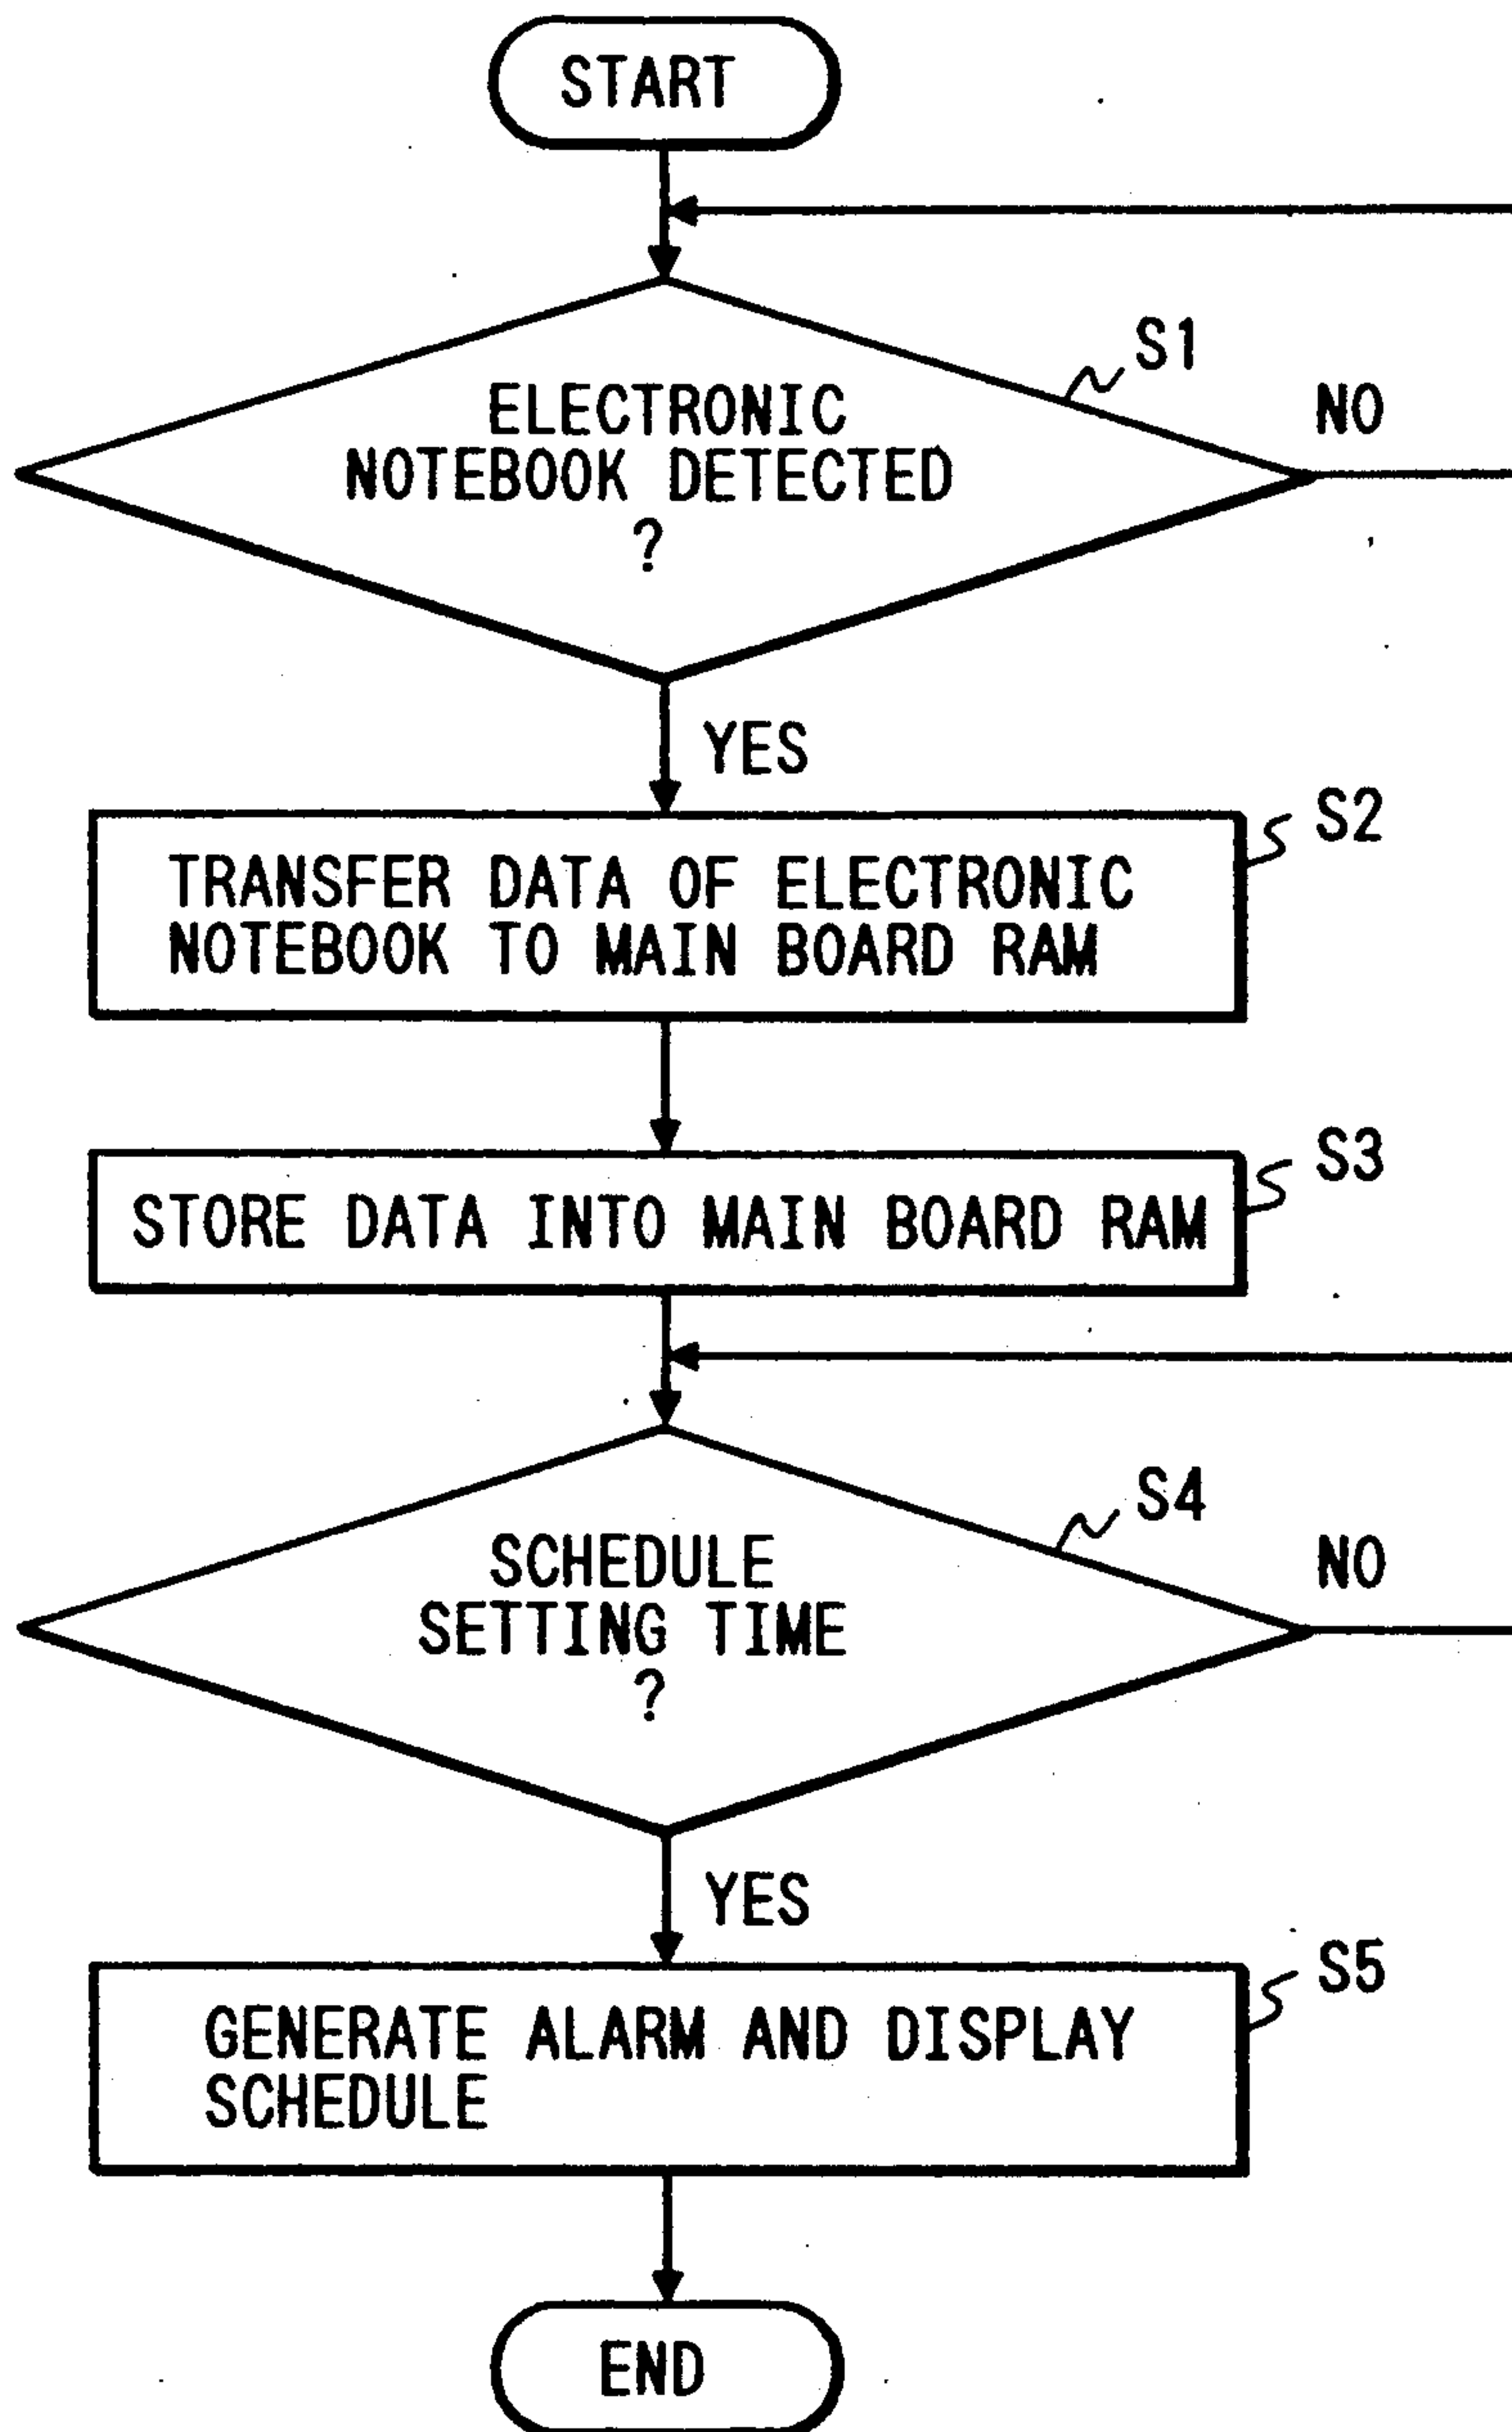 START
S1
ELECTRONIC
NOTEBOOK DETECTED
?
NO
YES
S2
TRANSFER DATA OF ELECTRONIC
NOTEBOOK TO MAIN BOARD RAM
S3
STORE DATA INTO MAIN BOARD RAM
S4
SCHEDULE
SETTING TIME
?
NO
YES
S5
GENERATE ALARM AND DISPLAY
SCHEDULE
END